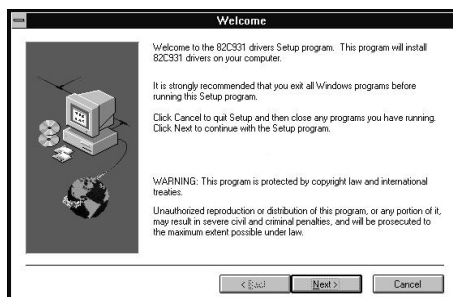 Welcome
Welcome to the 82C931 drivers Setup program. This program will install
82C931 drivers on your computer.
It is strongly recommended that you exit all Windows programs before
running this Setup program.
Click Cancel to quit Setup and then close any programs you have running.
Click Next to continue with the Setup program.
WARNING: This program is protected by copyright law and international
treaties.
Unauthorized reproduction or distribution of this program, or any portion of it,
may result in severe civil and criminal penalties, and will be prosecuted to
the maximum extent possible under law.
< Back Next > Cancel